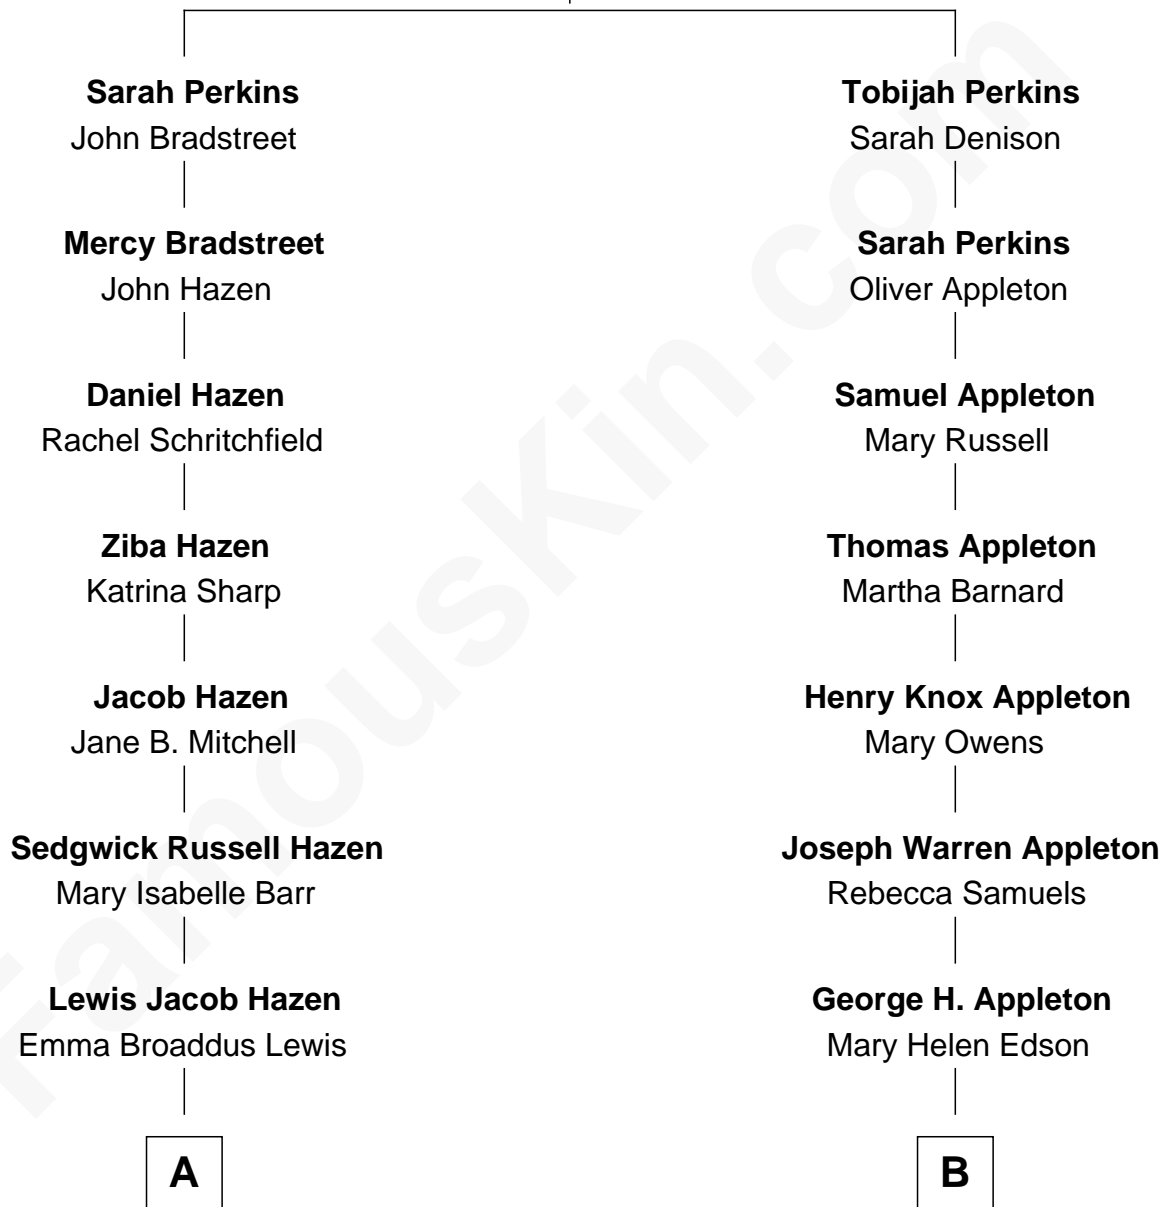 Sarah Perkins
John Bradstreet
Mercy Bradstreet
John Hazen
Daniel Hazen
Rachel Schritchfield
Ziba Hazen
Katrina Sharp
Jacob Hazen
Jane B. Mitchell
Sedgwick Russell Hazen
Mary Isabelle Barr
Lewis Jacob Hazen
Emma Broaddus Lewis
A
Tobijah Perkins
Sarah Denison
Sarah Perkins
Oliver Appleton
Samuel Appleton
Mary Russell
Thomas Appleton
Martha Barnard
Henry Knox Appleton
Mary Owens
Joseph Warren Appleton
Rebecca Samuels
George H. Appleton
Mary Helen Edson
B
FamousKin.com